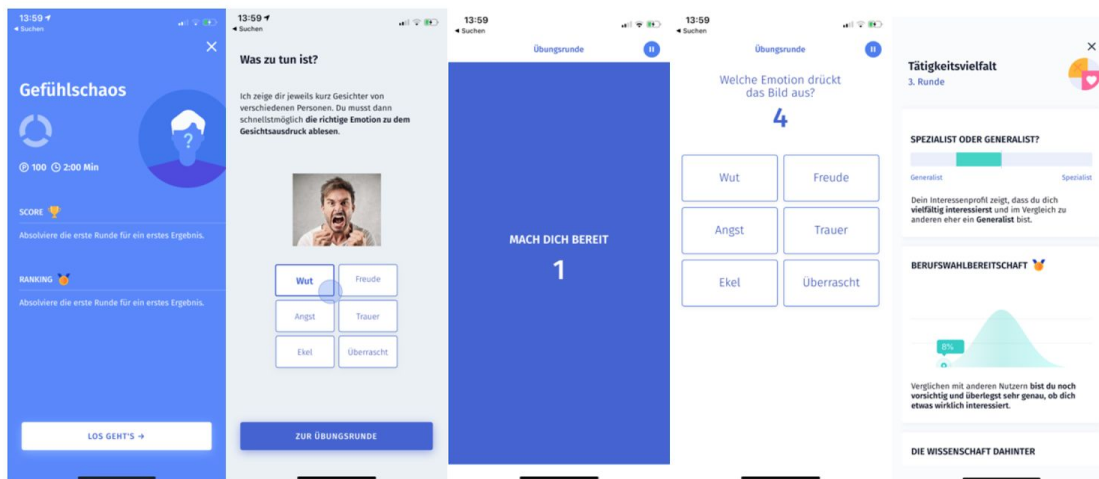 13:59
◄ Suchen
Gefühlschaos
?
Ⓟ 100 2:00 Min
SCORE
Absolviere die erste Runde für ein erstes Ergebnis.
RANKING
Absolviere die erste Runde für ein erstes Ergebnis.
LOS GEHT'S →
13:59
◄ Suchen
Was zu tun ist?
Ich zeige dir jeweils kurz Gesichter von
verschiedenen Personen. Du musst dann
schnellstmöglich die richtige Emotion zu dem
Gesichtsausdruck ablesen.
Wut
Freude
Angst
Trauer
Ekel
Überrascht
ZUR ÜBUNGSRUNDE
13:59
◄ Suchen
Übungsrunde
MACH DICH BEREIT
1
13:59
◄ Suchen
Übungsrunde
Welche Emotion drückt
das Bild aus?
4
Wut
Freude
Angst
Trauer
Ekel
Überrascht
Tätigkeitsvielfalt
3. Runde
SPEZIALIST ODER GENERALIST?
Generalist
Spezialist
Dein Interessenprofil zeigt, dass du dich
vielfältig interessierst und im Vergleich zu
anderen eher ein Generalist bist.
BERUFSWAHLBEREITSCHAFT
8%
Verglichen mit anderen Nutzern bist du noch
vorsichtig und überlegst sehr genau, ob dich
etwas wirklich interessiert.
DIE WISSENSCHAFT DAHINTER